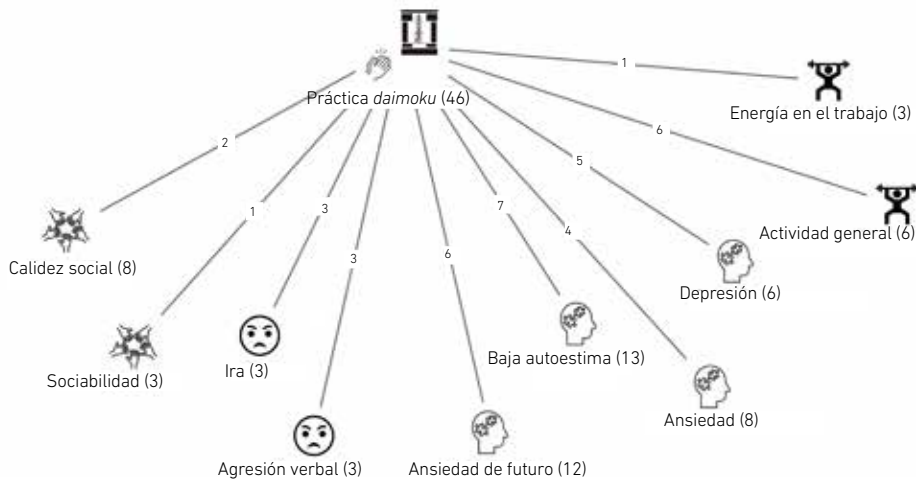 Práctica daimoku (46)
1
Energía en el trabajo (3)
6
Actividad general (6)
5
Depresión (6)
2
Calidez social (8)
1
Sociabilidad (3)
3
Ira (3)
3
Agresión verbal (3)
6
Ansiedad de futuro (12)
7
Baja autoestima (13)
4
Ansiedad (8)